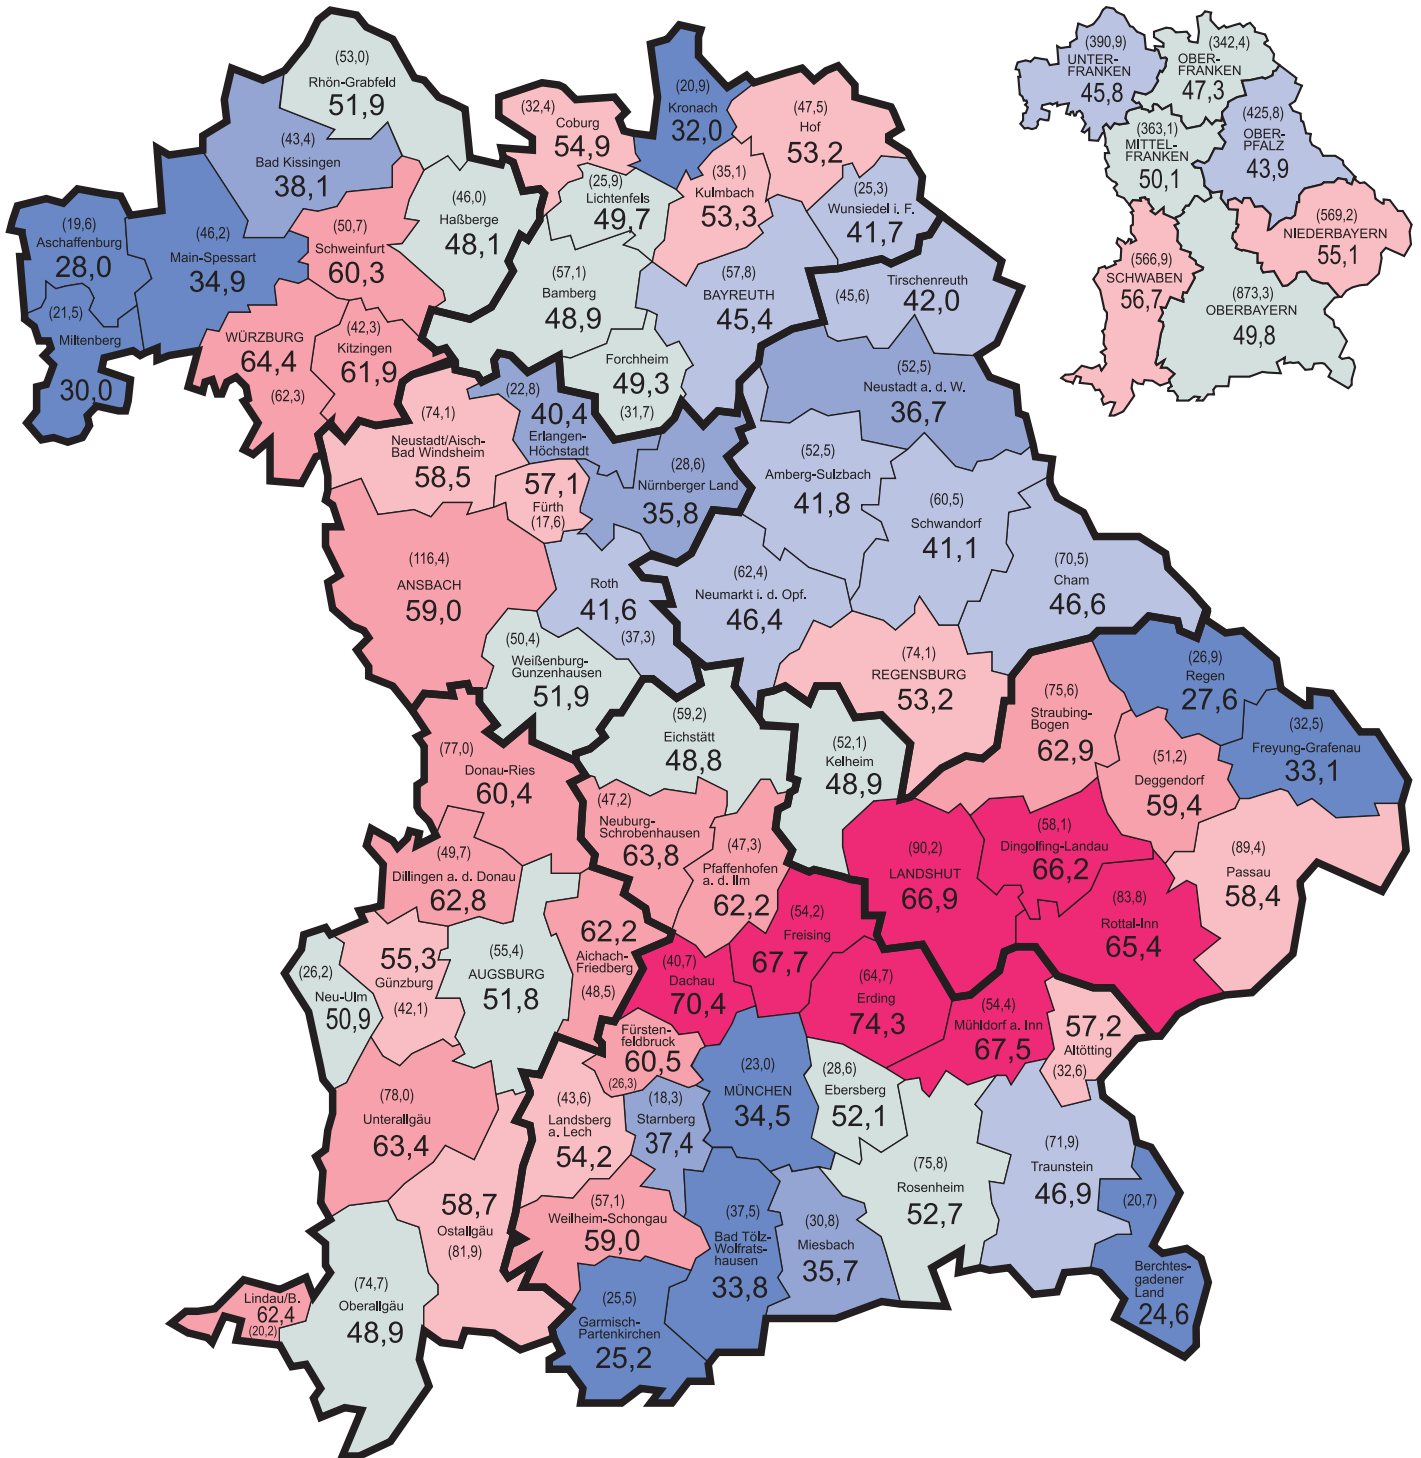 (53,0)
Rhön-Grabfeld
51,9
(43,4)
Bad Kissingen
38,1
(19,6)
Aschaffenburg
28,0
(46,2)
Main-Spessart
34,9
(21,5)
Miltenberg
30,0
(50,7)
Schweinfurt
60,3
(46,0)
Haßberge
48,1
WÜRZBURG
64,4
(62,3)
(42,3)
Kitzingen
61,9
(32,4)
Coburg
54,9
(20,9)
Kronach
32,0
(47,5)
Hof
53,2
(25,9)
Lichtenfels
49,7
(35,1)
Kulmbach
53,3
(25,3)
Wunsiedel i. F.
41,7
(57,1)
Bamberg
48,9
(57,8)
BAYREUTH
45,4
Forchheim
49,3
(31,7)
(45,6)
Tirschenreuth
42,0
(52,5)
Neustadt a. d. W.
36,7
(52,5)
Amberg-Sulzbach
41,8
(60,5)
Schwandorf
41,1
(70,5)
Cham
46,6
(62,4)
Neumarkt i. d. Opf.
46,4
(74,1)
REGENSBURG
53,2
(74,1)
Neustadt/Aisch-
Bad Windsheim
58,5
(22,8)
40,4
Erlangen-
Höchstadt
57,1
Fürth
(17,6)
(28,6)
Nürnberger Land
35,8
(116,4)
ANSBACH
59,0
Roth
41,6
(37,3)
(50,4)
Weißenburg-
Gunzenhausen
51,9
(26,9)
Regen
27,6
(32,5)
Freyung-Grafenau
33,1
(75,6)
Straubing-
Bogen
62,9
(51,2)
Deggendorf
59,4
(89,4)
Passau
58,4
(52,1)
Kelheim
48,9
(90,2)
LANDSHUT
66,9
(58,1)
Dingolfing-Landau
66,2
(83,8)
Rottal-Inn
65,4
(77,0)
Donau-Ries
60,4
(49,7)
Dillingen a. d. Donau
62,8
55,3
Günzburg
(42,1)
(26,2)
Neu-Ulm
50,9
(55,4)
AUGSBURG
51,8
62,2
Aichach-
Friedberg
(48,5)
(78,0)
Unterallgäu
63,4
58,7
Ostallgäu
(81,9)
(74,7)
Oberallgäu
48,9
Lindau/B.
62,4
(20,2)
(59,2)
Eichstätt
48,8
(47,2)
Neuburg-
Schrobenhausen
63,8
(47,3)
Pfaffenhofen
a. d. Ilm
62,2
(54,2)
Freising
67,7
(40,7)
Dachau
70,4
(64,7)
Erding
74,3
(54,4)
Mühldorf a. Inn
67,5
57,2
Altötting
(32,6)
Fürsten-
feldbruck
60,5
(26,3)
(23,0)
MÜNCHEN
34,5
(28,6)
Ebersberg
52,1
(43,6)
Landsberg
a. Lech
54,2
(18,3)
Starnberg
37,4
(57,1)
Weilheim-Schongau
59,0
(37,5)
Bad Tölz-
Wolfrats-
hausen
33,8
(30,8)
Miesbach
35,7
(75,8)
Rosenheim
52,7
(71,9)
Traunstein
46,9
(20,7)
Berchtes-
gadener
Land
24,6
(25,5)
Garmisch-
Partenkirchen
25,2
(390,9)
UNTER-
FRANKEN
45,8
(342,4)
OBER-
FRANKEN
47,3
(363,1)
MITTEL-
FRANKEN
50,1
(425,8)
OBER-
PFALZ
43,9
(569,2)
NIEDERBAYERN
55,1
(566,9)
SCHWABEN
56,7
(873,3)
OBERBAYERN
49,8